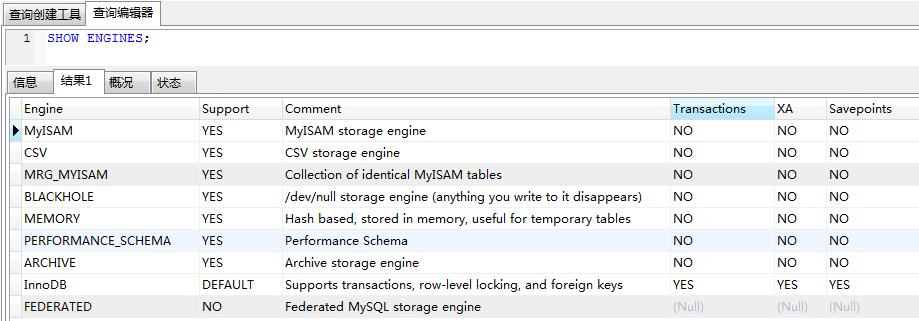 查询创建工具 查询编辑器
1 SHOW ENGINES;
信息 结果1 概况 状态
Engine Support Comment Transactions XA Savepoints
MyISAM YES MyISAM storage engine NO NO NO
CSV YES CSV storage engine NO NO NO
MRG_MYISAM YES Collection of identical MyISAM tables NO NO NO
BLACKHOLE YES /dev/null storage engine (anything you write to it disappears) NO NO NO
MEMORY YES Hash based, stored in memory, useful for temporary tables NO NO NO
PERFORMANCE_SCHEMA YES Performance Schema NO NO NO
ARCHIVE YES Archive storage engine NO NO NO
InnoDB DEFAULT Supports transactions, row-level locking, and foreign keys YES YES YES
FEDERATED NO Federated MySQL storage engine (Null) (Null) (Null)